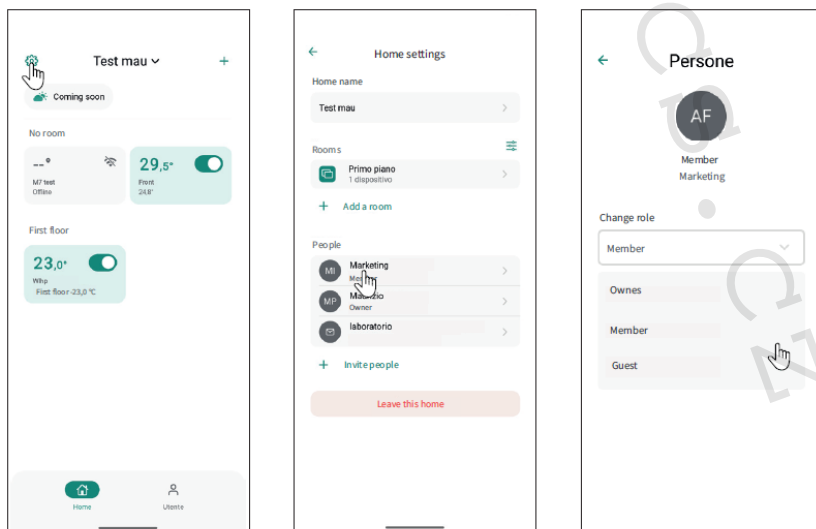 Test mau
+
Coming soon
No room
--°
M7 test
Offline
29,5°
Front
24,8°
First floor
23,0°
Whp
First floor-23,0 °C
Home
Utente
Home settings
Home name
Test mau
Rooms
Primo piano
1 dispositivo
+ Add a room
People
MI
Marketing
MP
Maurizio
Owner
laboratorio
+ Invite people
Leave this home
Persone
AF
Member
Marketing
Change role
Member
Ownes
Member
Guest